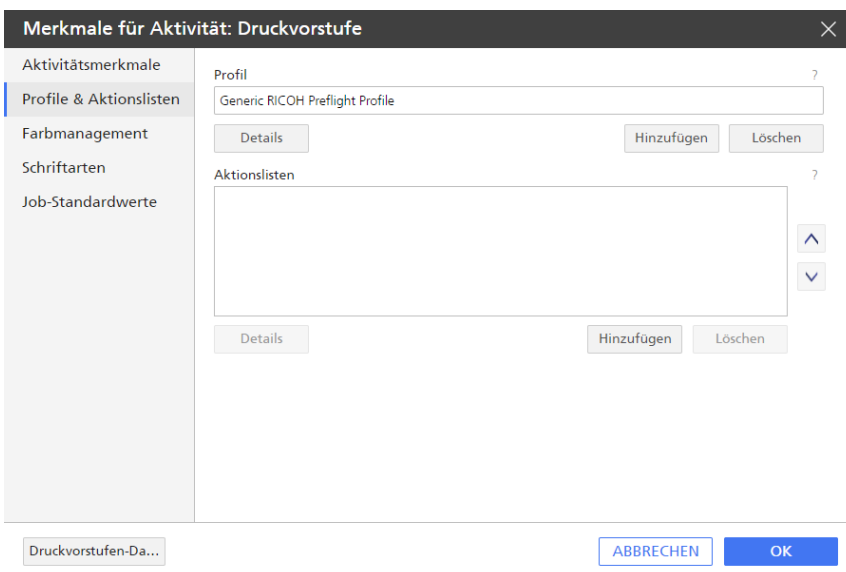 Merkmale für Aktivität: Druckvorstufe
Aktivitätsmerkmale
Profile & Aktionslisten
Farbmanagement
Schriftarten
Job-Standardwerte
Profil
?
Generic RICOH Preflight Profile
Details
Hinzufügen
Löschen
Aktionslisten
?
Details
Hinzufügen
Löschen
Druckvorstufen-Da...
ABBRECHEN
OK